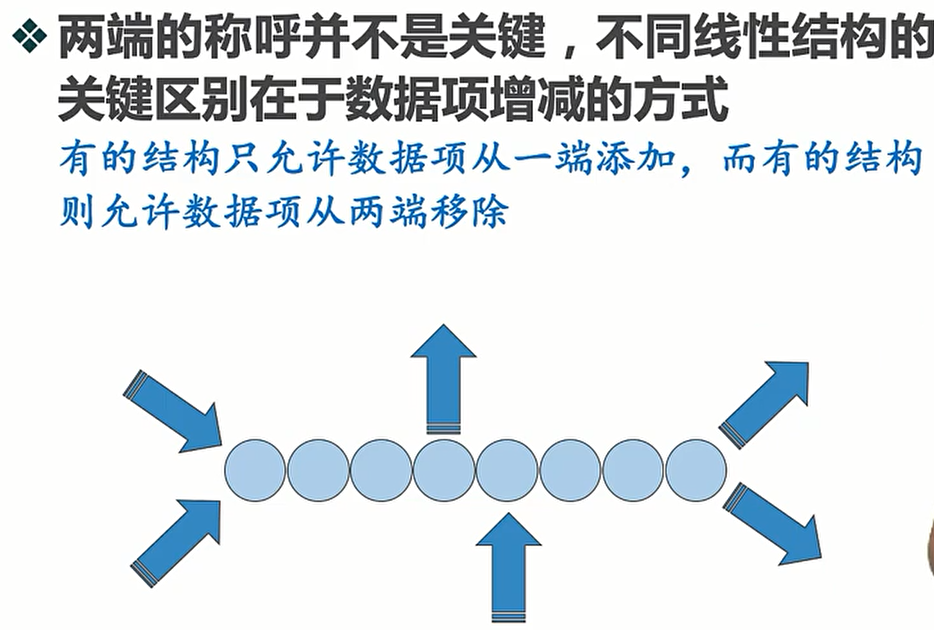 两端的称呼并不是关键，不同线性结构的
关键区别在于数据项增减的方式
有的结构只允许数据项从一端添加，而有的结构
则允许数据项从两端移除